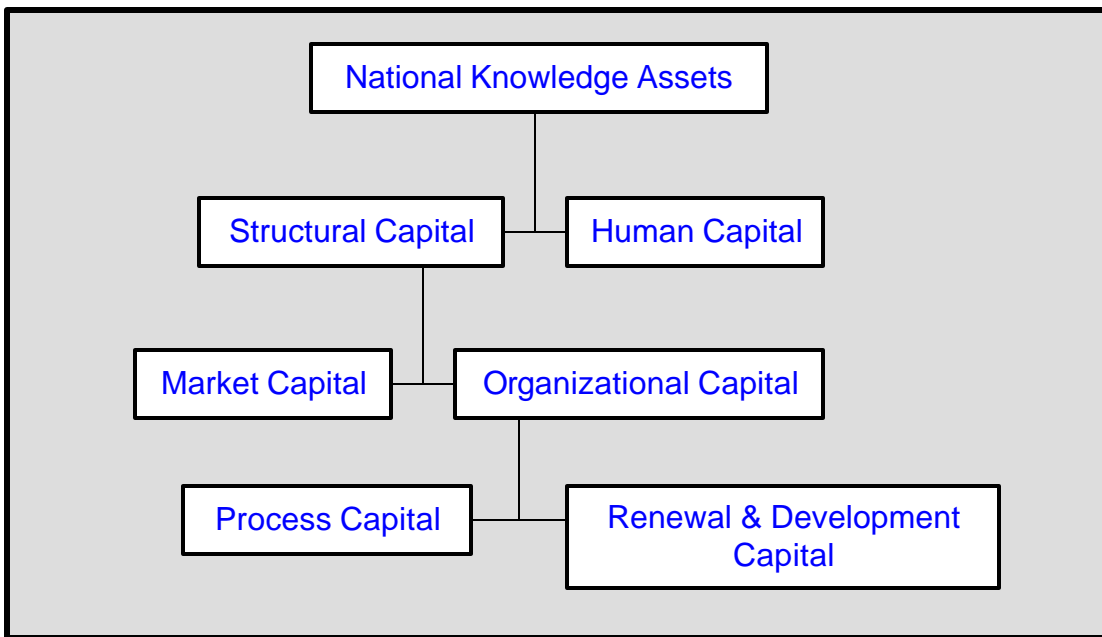 National Knowledge Assets
Structural Capital
Human Capital
Market Capital
Organizational Capital
Process Capital
Renewal & Development
Capital